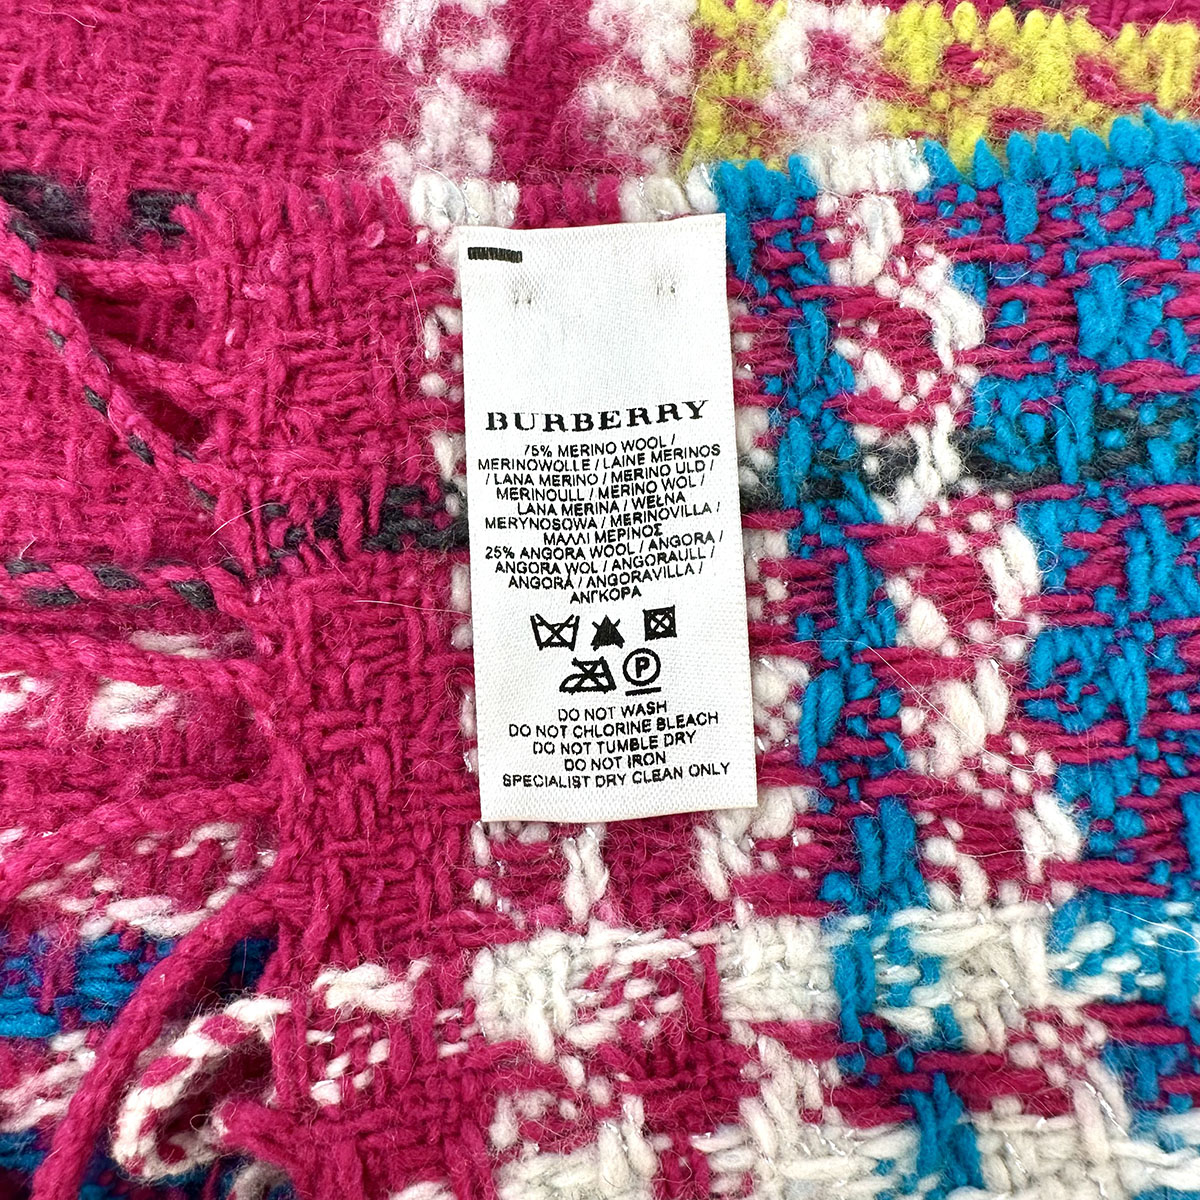 BURBERRY
75% MERINO WOOL /
MERINOWOLLE / LAINE MERINOS
/ LANA MERINO / MERINO ULD /
MERINOULL / MERINO WOL /
LANA MERINA / WEŁNA
MERYNOSOWA / MERINOVILLA /
ΜΑΛΛΙ ΜΕΡΙΝΟΣ
25% ANGORA WOOL / ANGORA /
ANGORA WOL / ANGORAULL /
ANGORÁ / ANGORAVILLA /
ΑΝΓΚΟΡΑ
P
DO NOT WASH
DO NOT CHLORINE BLEACH
DO NOT TUMBLE DRY
DO NOT IRON
SPECIALIST DRY CLEAN ONLY